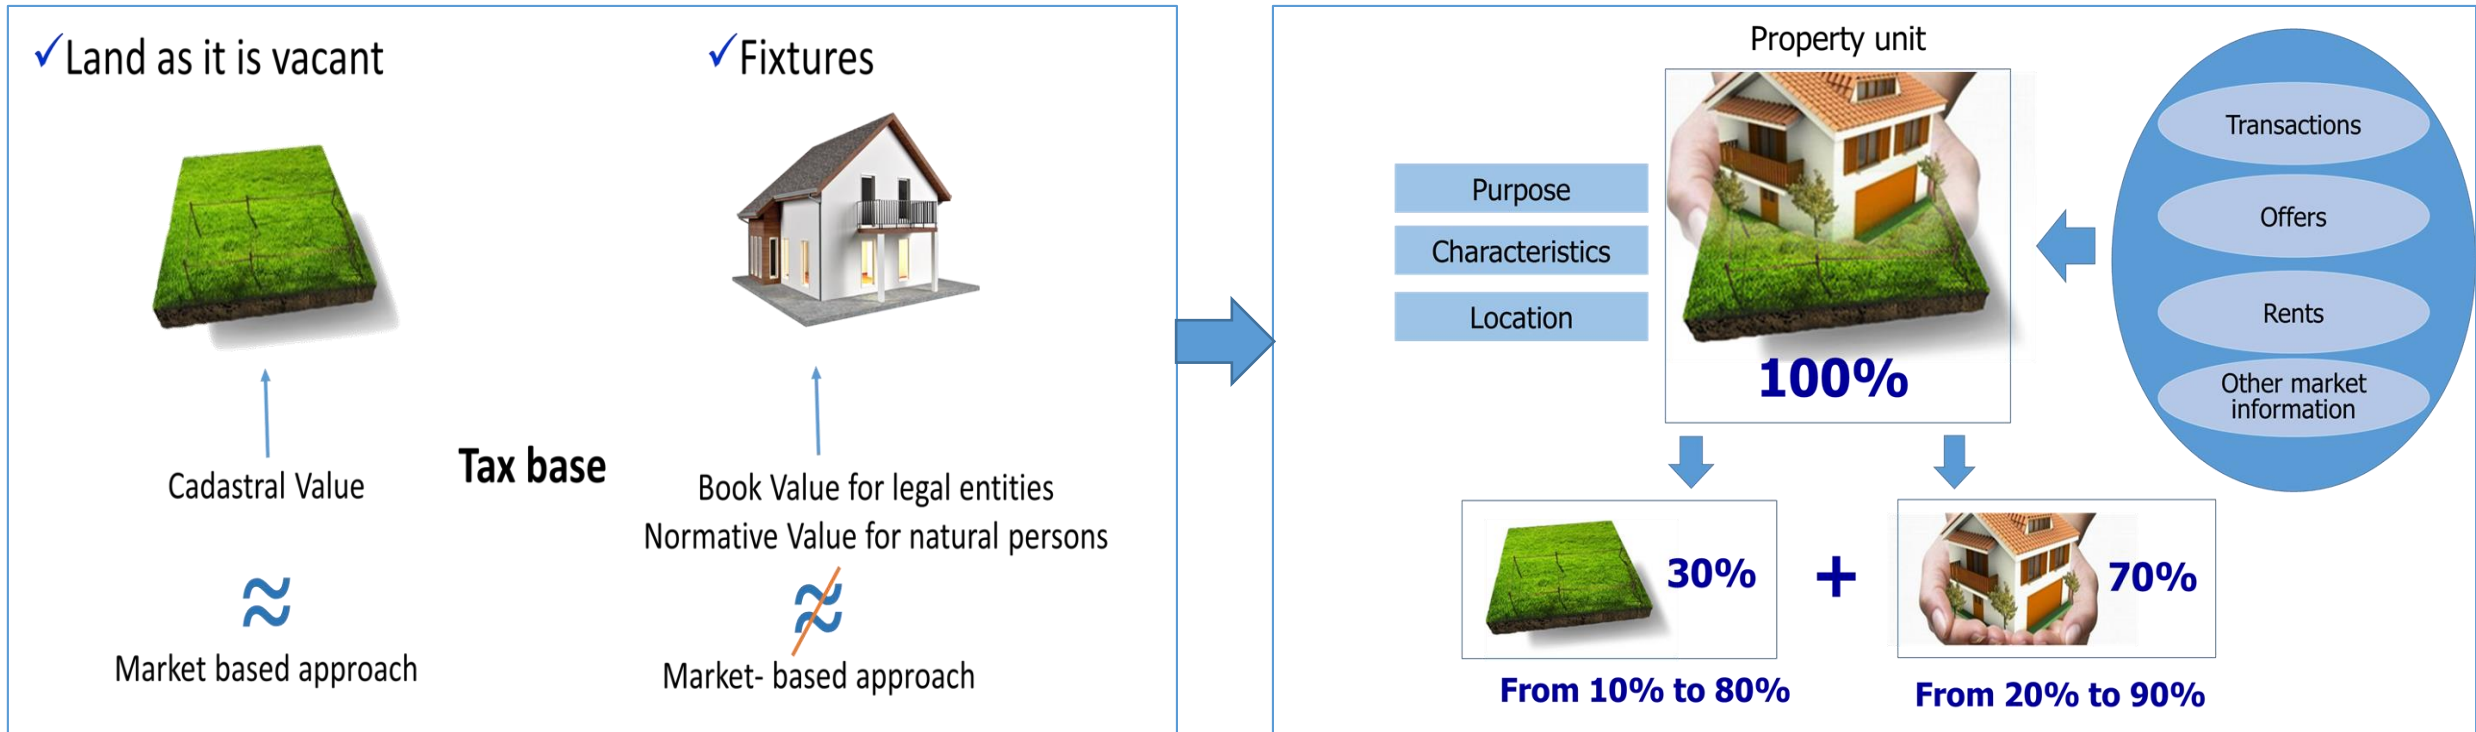 ✓Land as it is vacant
✓Fixtures
Cadastral Value
Tax base
Book Value for legal entities
Normative Value for natural persons
≈
Market based approach
Market- based approach
Property unit
Purpose
Characteristics
Location
100%
Transactions
Offers
Rents
Other market
information
30%
+
70%
From 10% to 80%
From 20% to 90%